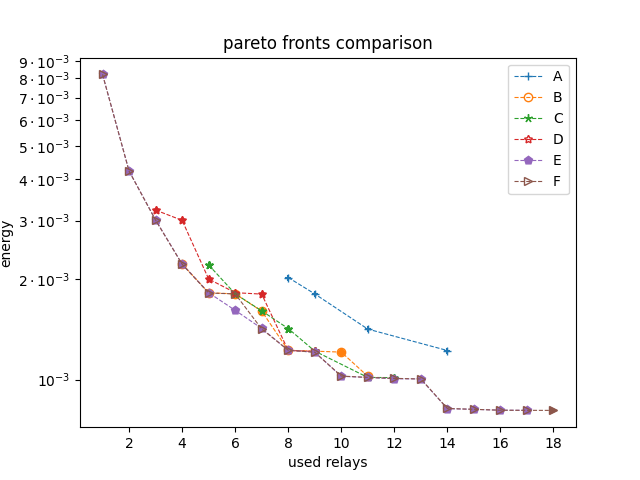 pareto fronts comparison
9·10⁻³
8·10⁻³
7·10⁻³
6·10⁻³
5·10⁻³
4·10⁻³
3·10⁻³
2·10⁻³
10⁻³
energy
A
B
C
D
E
F
2 4 6 8 10 12 14 16 18
used relays